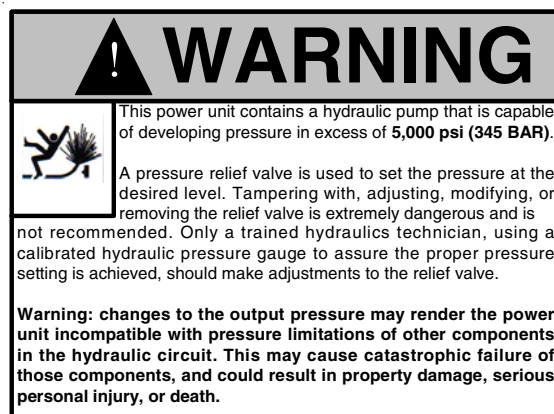 ! WARNING
This power unit contains a hydraulic pump that is capable
of developing pressure in excess of 5,000 psi (345 BAR).
A pressure relief valve is used to set the pressure at the
desired level. Tampering with, adjusting, modifying, or
removing the relief valve is extremely dangerous and is
not recommended. Only a trained hydraulics technician, using a
calibrated hydraulic pressure gauge to assure the proper pressure
setting is achieved, should make adjustments to the relief valve.
Warning: changes to the output pressure may render the power
unit incompatible with pressure limitations of other components
in the hydraulic circuit. This may cause catastrophic failure of
those components, and could result in property damage, serious
personal injury, or death.